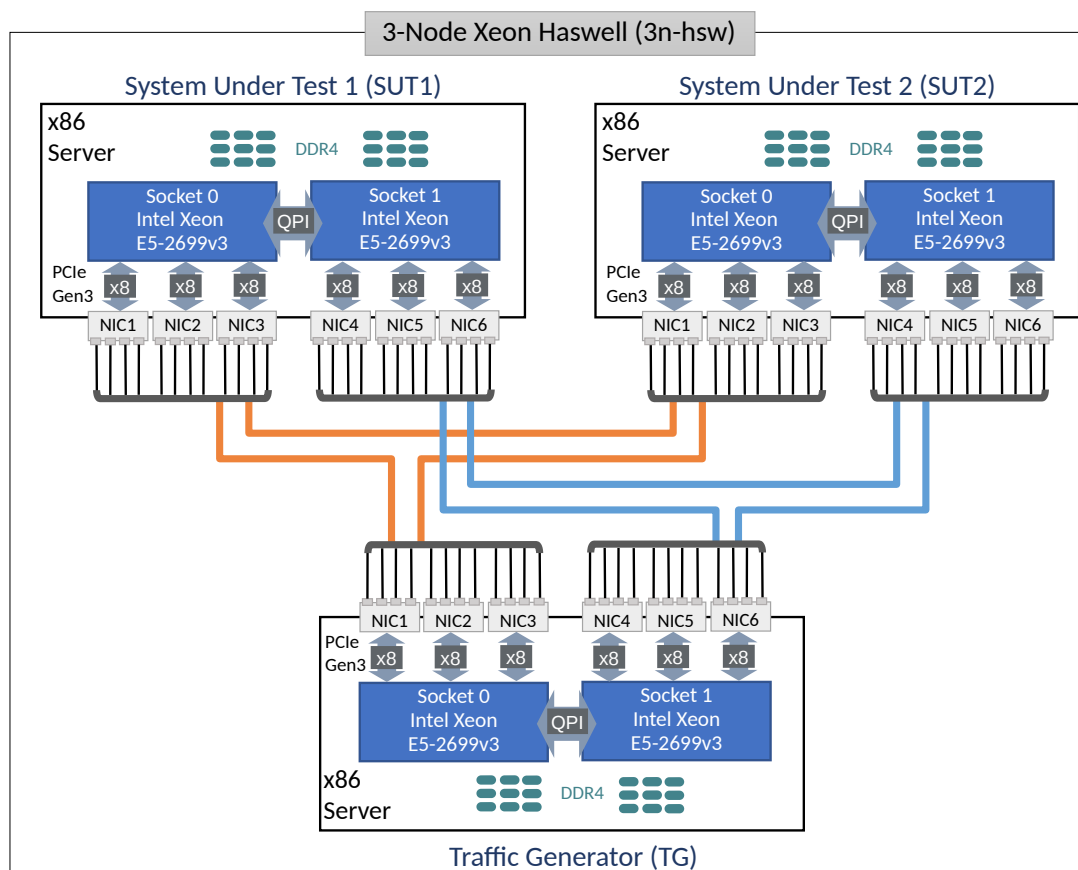 3-Node Xeon Haswell (3n-hsw)
System Under Test 1 (SUT1)
x86
Server
DDR4
Socket 0
Intel Xeon
E5-2699v3
QPI
Socket 1
Intel Xeon
E5-2699v3
PCIe
Gen3
x8
x8
x8
x8
x8
x8
NIC1
NIC2
NIC3
NIC4
NIC5
NIC6
System Under Test 2 (SUT2)
x86
Server
DDR4
Socket 0
Intel Xeon
E5-2699v3
QPI
Socket 1
Intel Xeon
E5-2699v3
PCIe
Gen3
x8
x8
x8
x8
x8
x8
NIC1
NIC2
NIC3
NIC4
NIC5
NIC6
NIC1
NIC2
NIC3
NIC4
NIC5
NIC6
PCIe
Gen3
x8
x8
x8
x8
x8
x8
Socket 0
Intel Xeon
E5-2699v3
QPI
Socket 1
Intel Xeon
E5-2699v3
x86
Server
DDR4
Traffic Generator (TG)